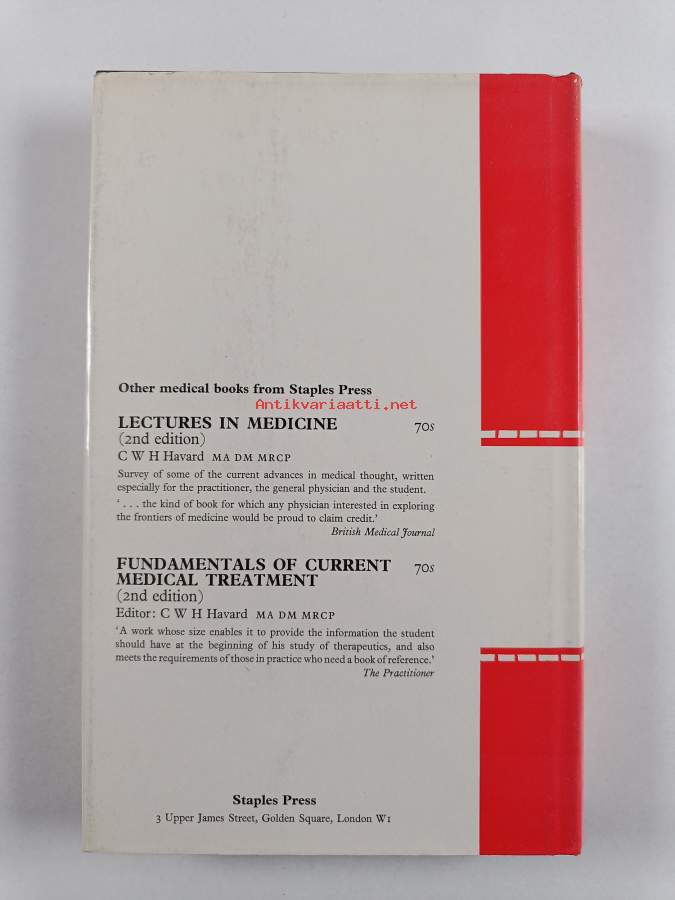 Other medical books from Staples Press
Antikvariaatti.net
LECTURES IN MEDICINE 70s
(2nd edition)
C W H Havard MA DM MRCP
Survey of some of the current advances in medical thought, written
especially for the practitioner, the general physician and the student.
‘ . . . the kind of book for which any physician interested in exploring
the frontiers of medicine would be proud to claim credit.’
British Medical Journal
FUNDAMENTALS OF CURRENT 70s
MEDICAL TREATMENT
(2nd edition)
Editor: C W H Havard MA DM MRCP
‘A work whose size enables it to provide the information the student
should have at the beginning of his study of therapeutics, and also
meets the requirements of those in practice who need a book of reference.’
The Practitioner
Staples Press
3 Upper James Street, Golden Square, London W1